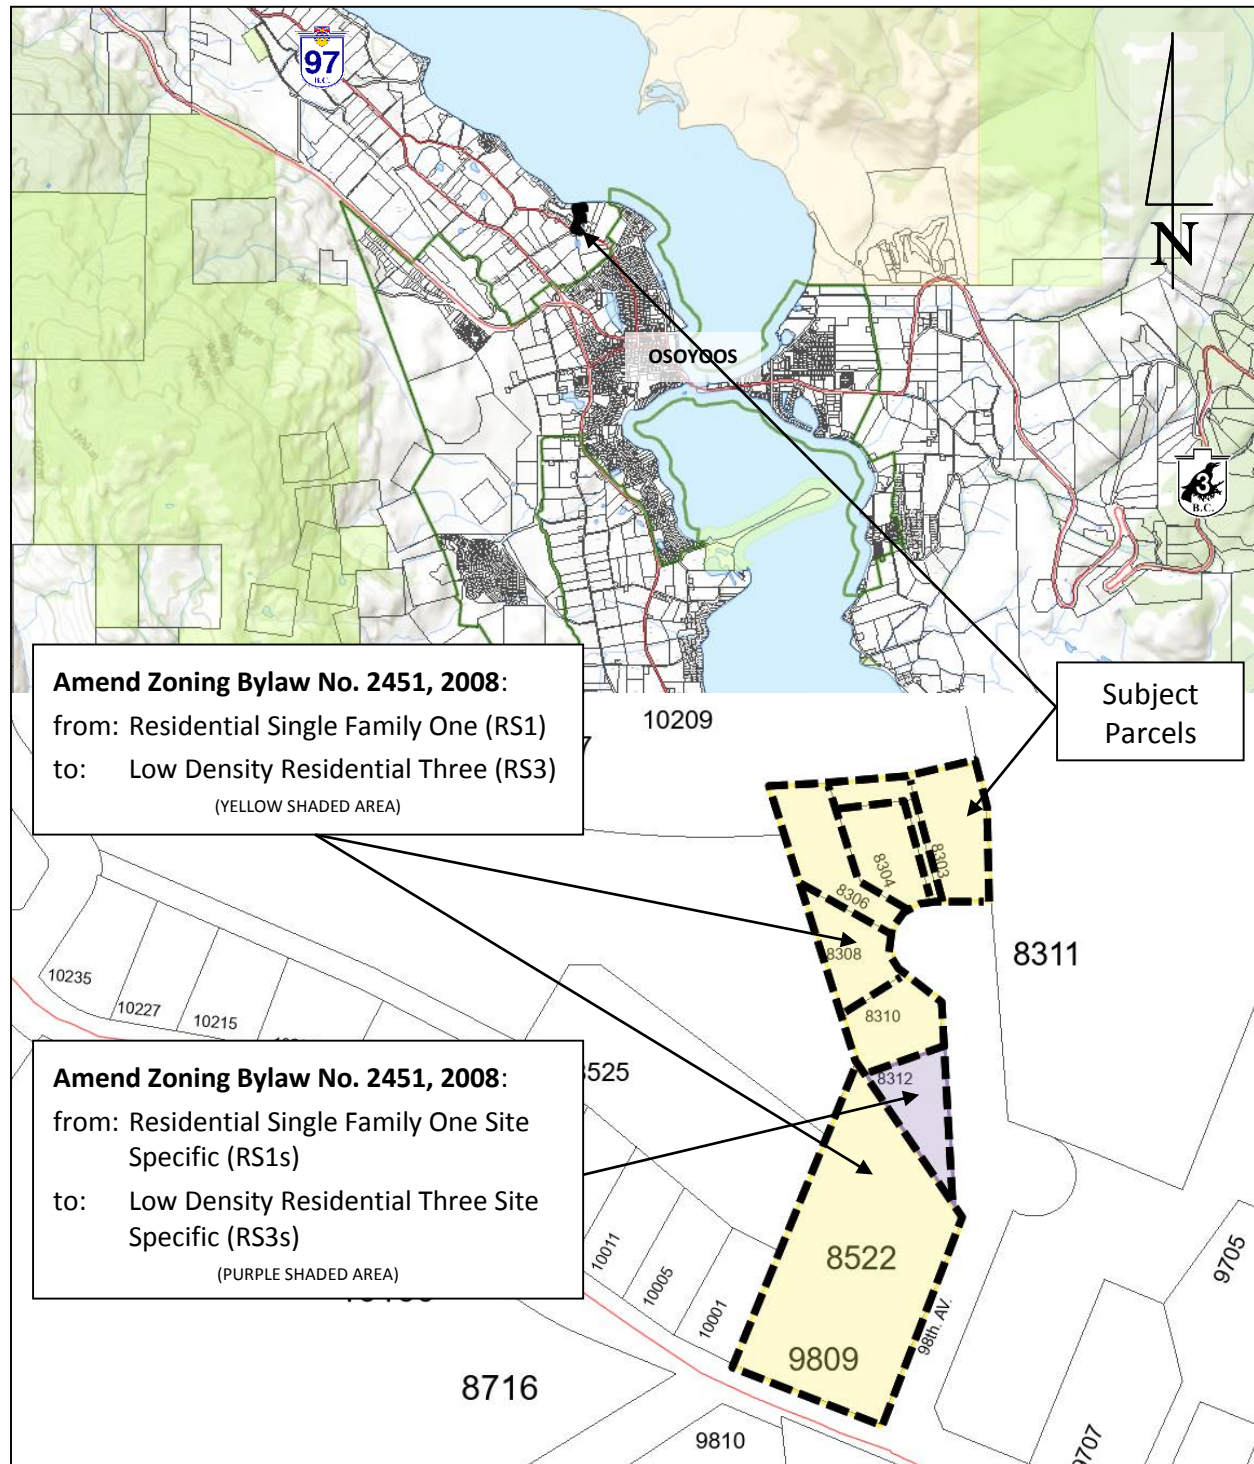 97
B.C.
N
OSOYOOS
3
B.C.
Amend Zoning Bylaw No. 2451, 2008:
from: Residential Single Family One (RS1)
to: Low Density Residential Three (RS3)
(YELLOW SHADED AREA)
Subject
Parcels
10209
7
8303
8304
8306
8308
8311
8310
8312
10235
10227
10215
Amend Zoning Bylaw No. 2451, 2008:
from: Residential Single Family One Site
Specific (RS1s)
to: Low Density Residential Three Site
Specific (RS3s)
(PURPLE SHADED AREA)
8525
10011
10005
10001
8522
9809
98th. AV.
9705
8716
9810
9707